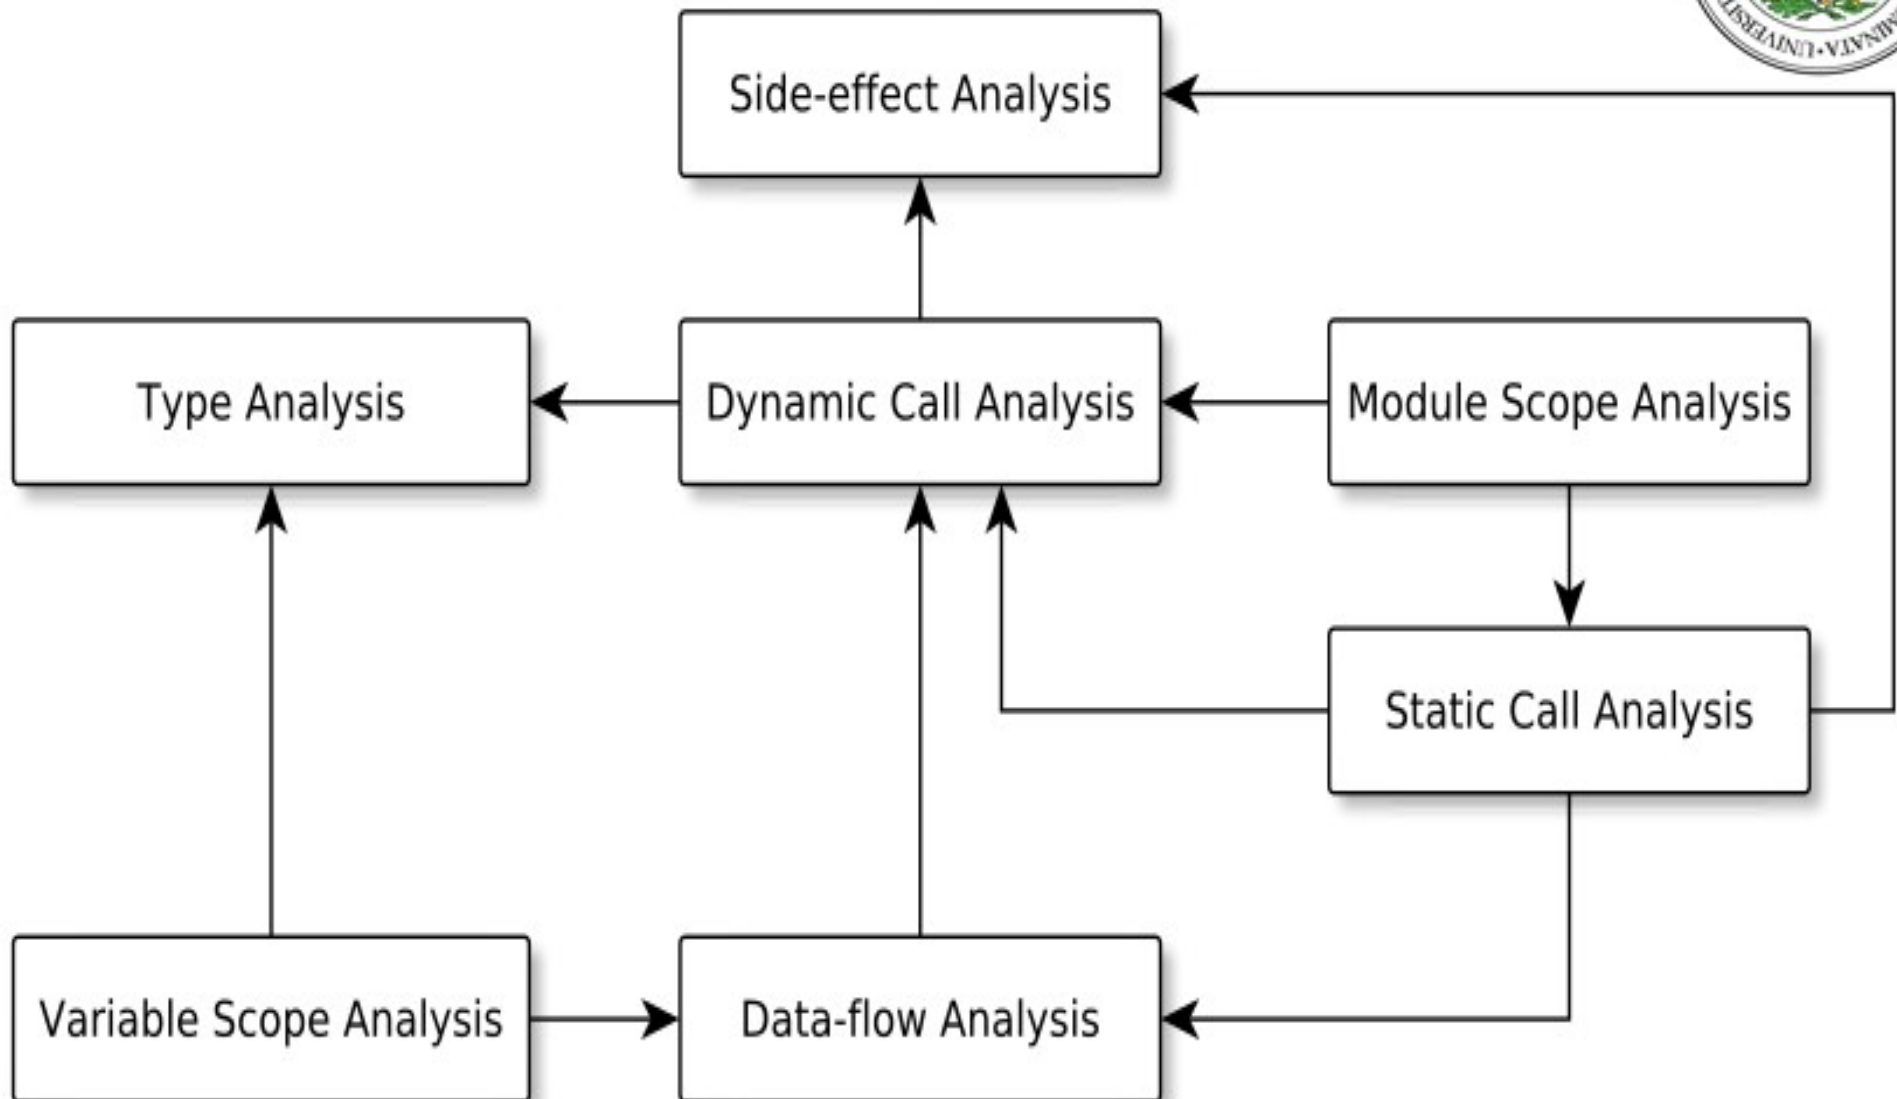 Side-effect Analysis
Type Analysis
Dynamic Call Analysis
Module Scope Analysis
Static Call Analysis
Variable Scope Analysis
Data-flow Analysis